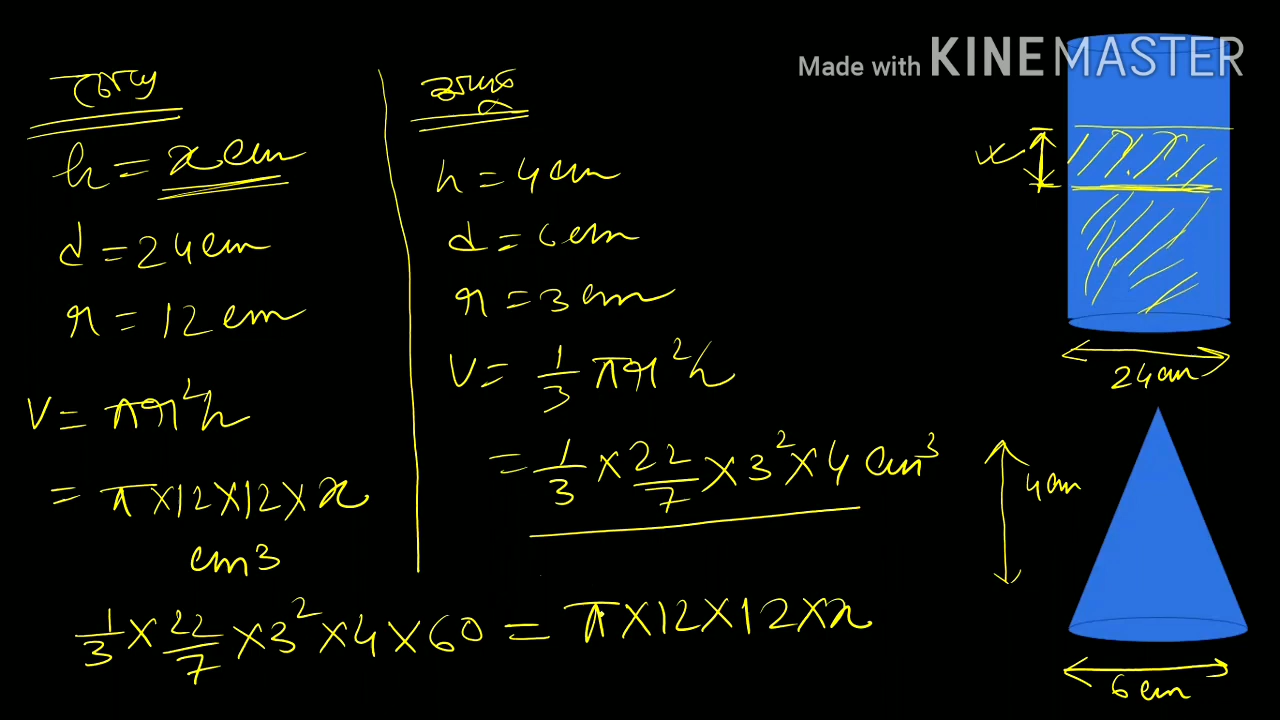 Made with KINEMASTER
h = x cm
d = 24 cm
r = 12 cm
V = πr²h
= π×12×12×x
cm3
h = 4 cm
d = 6 cm
r = 3 cm
V = 1/3 πr²h
= 1/3 × 22/7 × 3² × 4 cm³
1/3 × 22/7 × 3² × 4 × 60 = π×12×12×x
x
24 cm
4 cm
6 cm